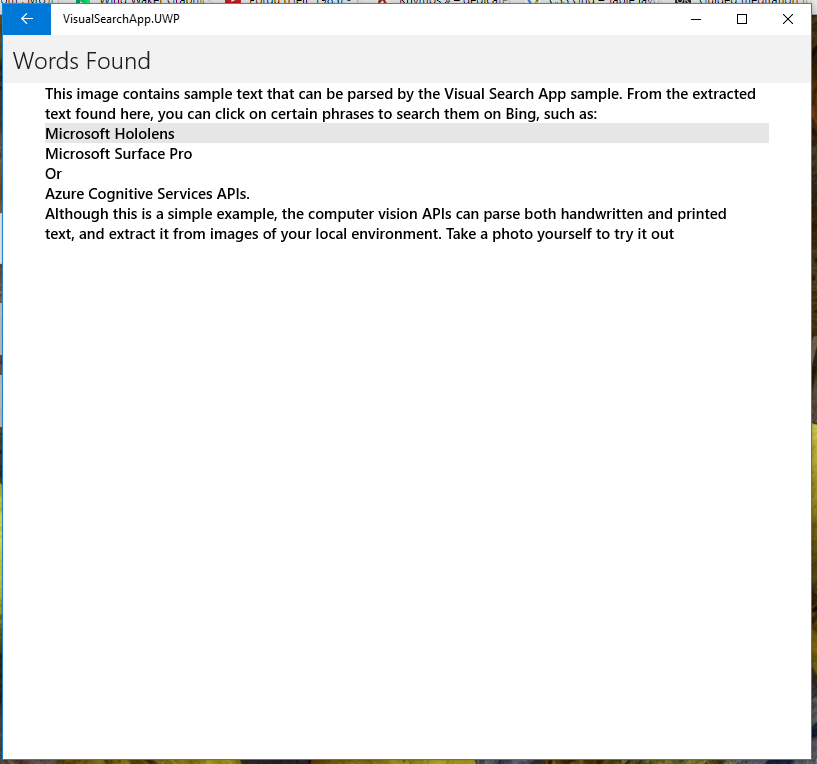 VisualSearchApp.UWP
Words Found
This image contains sample text that can be parsed by the Visual Search App sample. From the extracted
text found here, you can click on certain phrases to search them on Bing, such as:
Microsoft Hololens
Microsoft Surface Pro
Or
Azure Cognitive Services APIs.
Although this is a simple example, the computer vision APIs can parse both handwritten and printed
text, and extract it from images of your local environment. Take a photo yourself to try it out